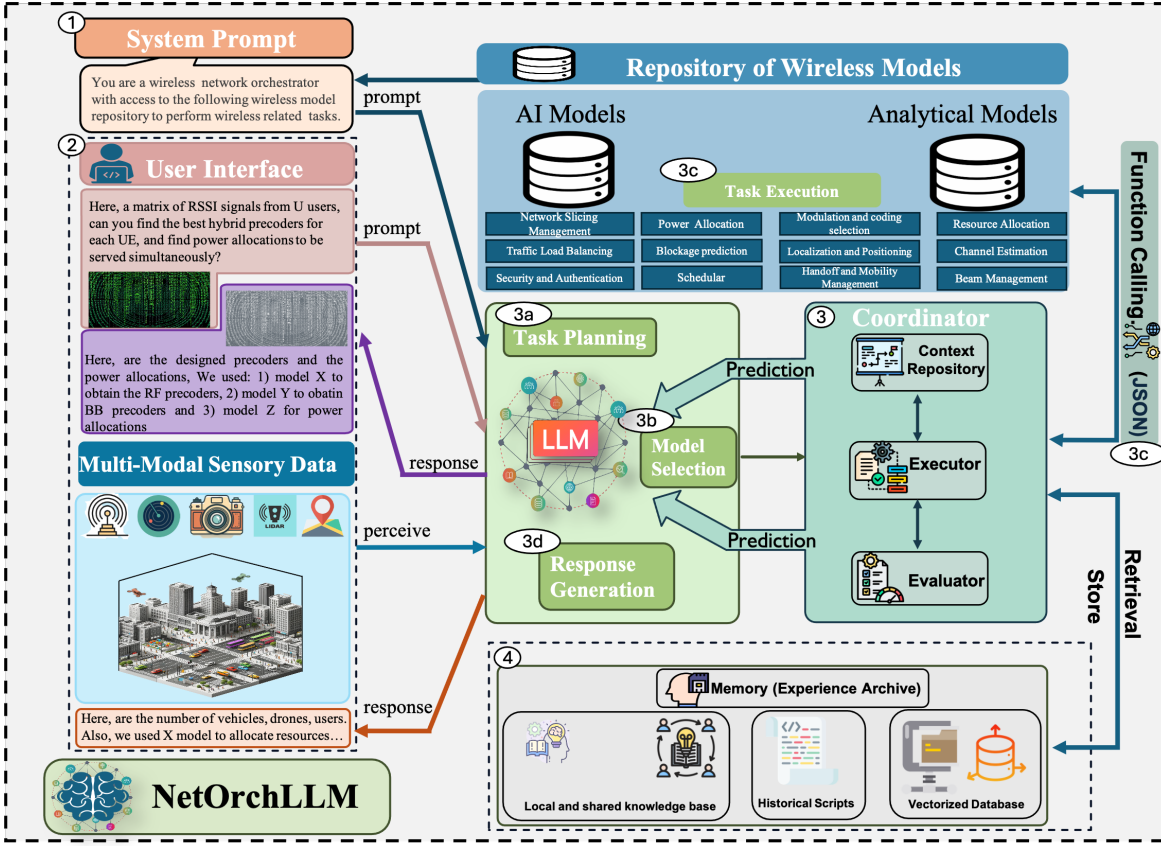 1
System Prompt
You are a wireless network orchestrator
with access to the following wireless model
repository to perform wireless related tasks.
prompt
2
User Interface
Here, a matrix of RSSI signals from U users,
can you find the best hybrid precoders for
each UE, and find power allocations to be
served simultaneously?
prompt
Here, are the designed precoders and the
power allocations, We used: 1) model X to
obtain the RF precoders, 2) model Y to obatin
BB precoders and 3) model Z for power
allocations
response
Multi-Modal Sensory Data
LIDAR
perceive
Here, are the number of vehicles, drones, users.
Also, we used X model to allocate resources…
response
NetOrchLLM
Repository of Wireless Models
AI Models
Analytical Models
3c
Task Execution
Network Slicing
Management
Power Allocation
Modulation and coding
selection
Resource Allocation
Traffic Load Balancing
Blockage prediction
Localization and Positioning
Channel Estimation
Security and Authentication
Schedular
Handoff and Mobility
Management
Beam Management
Function Calling.
(JSON)
3c
3a
Task Planning
LLM
3b
Model
Selection
3d
Response
Generation
Prediction
Prediction
3
Coordinator
Context
Repository
Executor
Evaluator
Retrieval
Store
4
Memory (Experience Archive)
Local and shared knowledge base
Historical Scripts
Vectorized Database